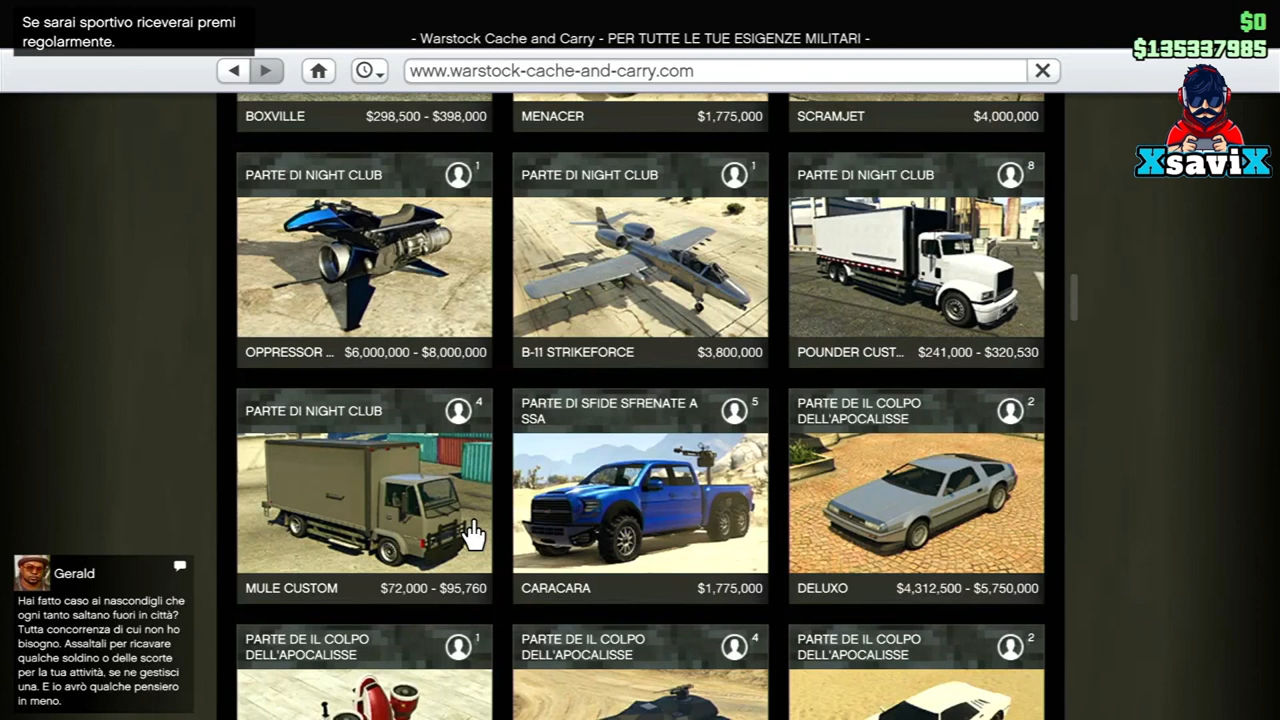 Se sarai sportivo riceverai premi
regolarmente.
- Warstock Cache and Carry - PER TUTTE LE TUE ESIGENZE MILITARI -
$0
$135337985
www.warstock-cache-and-carry.com
XsaviX
BOXVILLE $298,500 - $398,000
MENACER $1,775,000
SCRAMJET $4,000,000
PARTE DI NIGHT CLUB 1
PARTE DI NIGHT CLUB 1
PARTE DI NIGHT CLUB 8
OPPRESSOR ... $6,000,000 - $8,000,000
B-11 STRIKEFORCE $3,800,000
POUNDER CUST... $241,000 - $320,530
PARTE DI NIGHT CLUB 4
PARTE DI SFIDE SFRENATE A
SSA 5
PARTE DE IL COLPO
DELL'APOCALISSE 2
MULE CUSTOM $72,000 - $95,760
CARACARA $1,775,000
DELUXO $4,312,500 - $5,750,000
PARTE DE IL COLPO
DELL'APOCALISSE 1
PARTE DE IL COLPO
DELL'APOCALISSE 4
PARTE DE IL COLPO
DELL'APOCALISSE 2
Gerald
Hai fatto caso ai nascondigli che
ogni tanto saltano fuori in città?
Tutta concorrenza di cui non ho
bisogno. Assaltali per ricavare
qualche soldino o delle scorte
per la tua attività, se ne gestisci
una. E io avrò qualche pensiero
in meno.